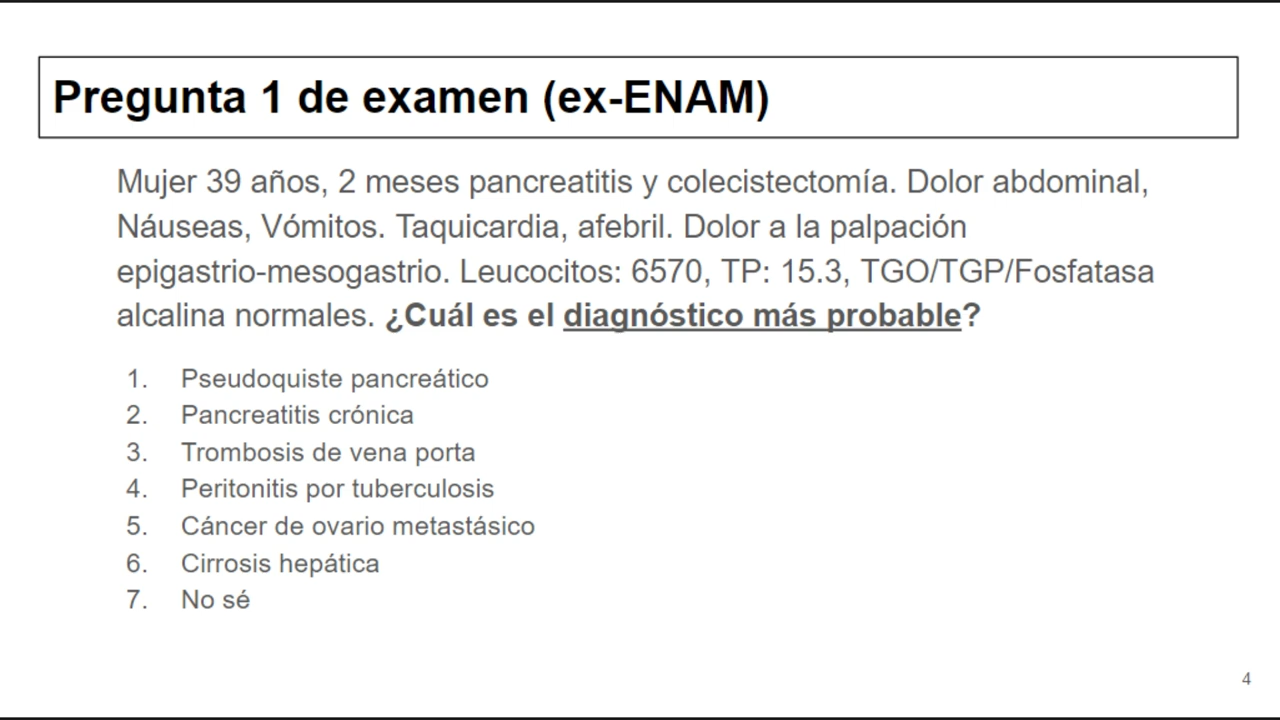 Pregunta 1 de examen (ex-ENAM)
Mujer 39 años, 2 meses pancreatitis y colecistectomía. Dolor abdominal,
Náuseas, Vómitos. Taquicardia, afebril. Dolor a la palpación
epigastrio-mesogastrio. Leucocitos: 6570, TP: 15.3, TGO/TGP/Fosfatasa
alcalina normales. ¿Cuál es el diagnóstico más probable?
1. Pseudoquiste pancreático
2. Pancreatitis crónica
3. Trombosis de vena porta
4. Peritonitis por tuberculosis
5. Cáncer de ovario metastásico
6. Cirrosis hepática
7. No sé
4